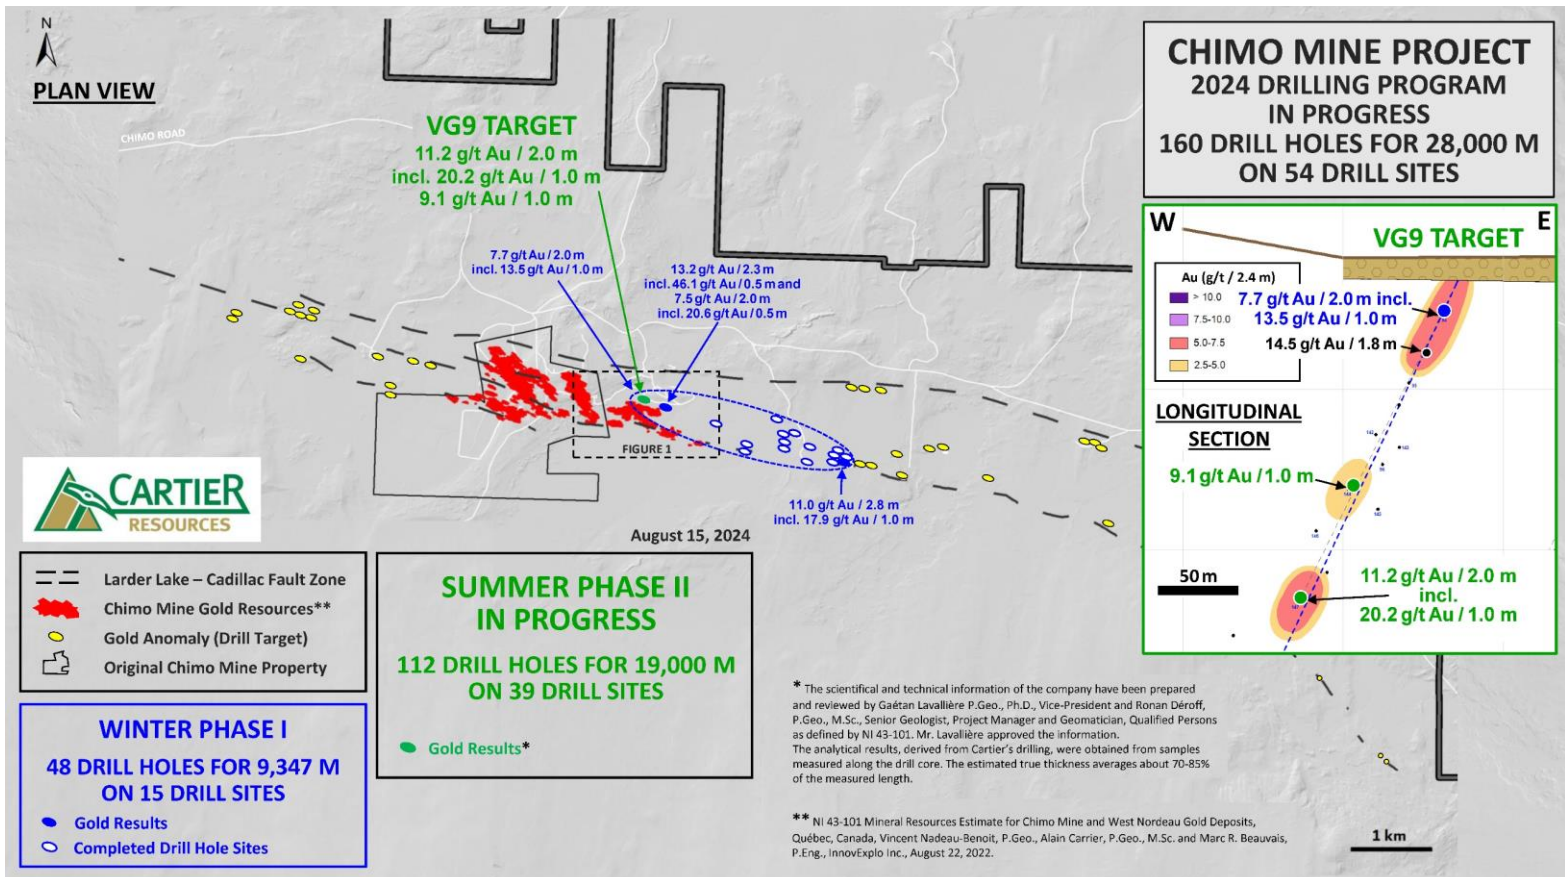 N
PLAN VIEW
CHIMO ROAD
VG9 TARGET
11.2 g/t Au / 2.0 m
incl. 20.2 g/t Au / 1.0 m
9.1 g/t Au / 1.0 m
7.7 g/t Au / 2.0 m
incl. 13.5 g/t Au / 1.0 m
13.2 g/t Au / 2.3 m
incl. 46.1 g/t Au / 0.5 m and
7.5 g/t Au / 2.0 m
incl. 20.6 g/t Au / 0.5 m
FIGURE 1
11.0 g/t Au / 2.8 m
incl. 17.9 g/t Au / 1.0 m
CHIMO MINE PROJECT
2024 DRILLING PROGRAM
IN PROGRESS
160 DRILL HOLES FOR 28,000 M
ON 54 DRILL SITES
W
E
VG9 TARGET
Au (g/t / 2.4 m)
> 10.0
7.5-10.0
5.0-7.5
2.5-5.0
7.7 g/t Au / 2.0 m incl.
13.5 g/t Au / 1.0 m
14.5 g/t Au / 1.8 m
LONGITUDINAL
SECTION
9.1 g/t Au / 1.0 m
50 m
11.2 g/t Au / 2.0 m
incl.
20.2 g/t Au / 1.0 m
CARTIER
RESOURCES
August 15, 2024
Larder Lake – Cadillac Fault Zone
Chimo Mine Gold Resources**
Gold Anomaly (Drill Target)
Original Chimo Mine Property
WINTER PHASE I
48 DRILL HOLES FOR 9,347 M
ON 15 DRILL SITES
Gold Results
Completed Drill Hole Sites
SUMMER PHASE II
IN PROGRESS
112 DRILL HOLES FOR 19,000 M
ON 39 DRILL SITES
Gold Results*
* The scientifical and technical information of the company have been prepared
and reviewed by Gaétan Lavallière P.Geo., Ph.D., Vice-President and Ronan Déroff,
P.Geo., M.Sc., Senior Geologist, Project Manager and Geomatician, Qualified Persons
as defined by NI 43-101. Mr. Lavallière approved the information.
The analytical results, derived from Cartier's drilling, were obtained from samples
measured along the drill core. The estimated true thickness averages about 70-85%
of the measured length.
** NI 43-101 Mineral Resources Estimate for Chimo Mine and West Nordeau Gold Deposits,
Québec, Canada, Vincent Nadeau-Benoit, P.Geo., Alain Carrier, P.Geo., M.Sc. and Marc R. Beauvais,
P.Eng., InnovExplo Inc., August 22, 2022.
1 km